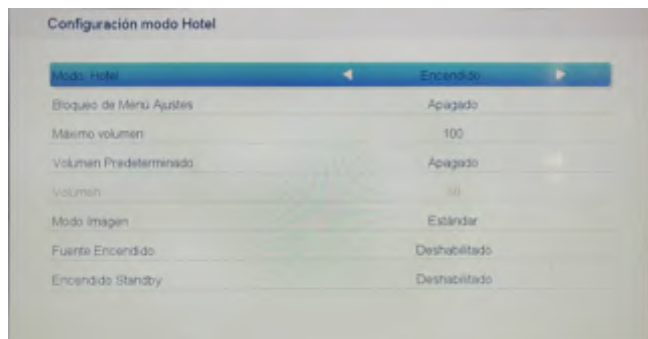 Configuración modo Hotel
Modo Hotel Encendido
Bloqueo de Menú Ajustes Apagado
Máximo volumen 100
Volumen Predeterminado Apagado
Volumen
Modo Imagen Estándar
Fuente Encendido Deshabilitado
Encendido Standby Deshabilitado